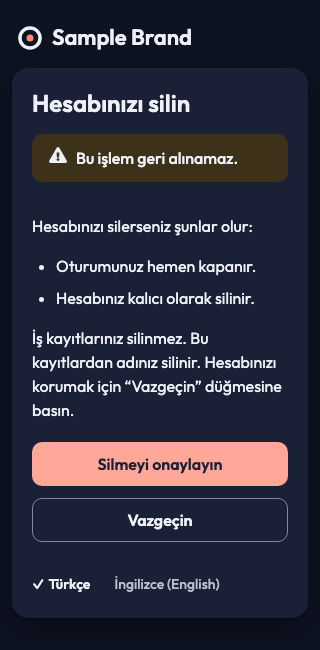 Sample Brand
Hesabınızı silin
Bu işlem geri alınamaz.
Hesabınızı silerseniz şunlar olur:
• Oturumunuz hemen kapanır.
• Hesabınız kalıcı olarak silinir.
İş kayıtlarınız silinmez. Bu
kayıtlardan adınız silinir. Hesabınızı
korumak için “Vazgeçin” düğmesine
basın.
Silmeyi onaylayın
Vazgeçin
Türkçe İngilizce (English)